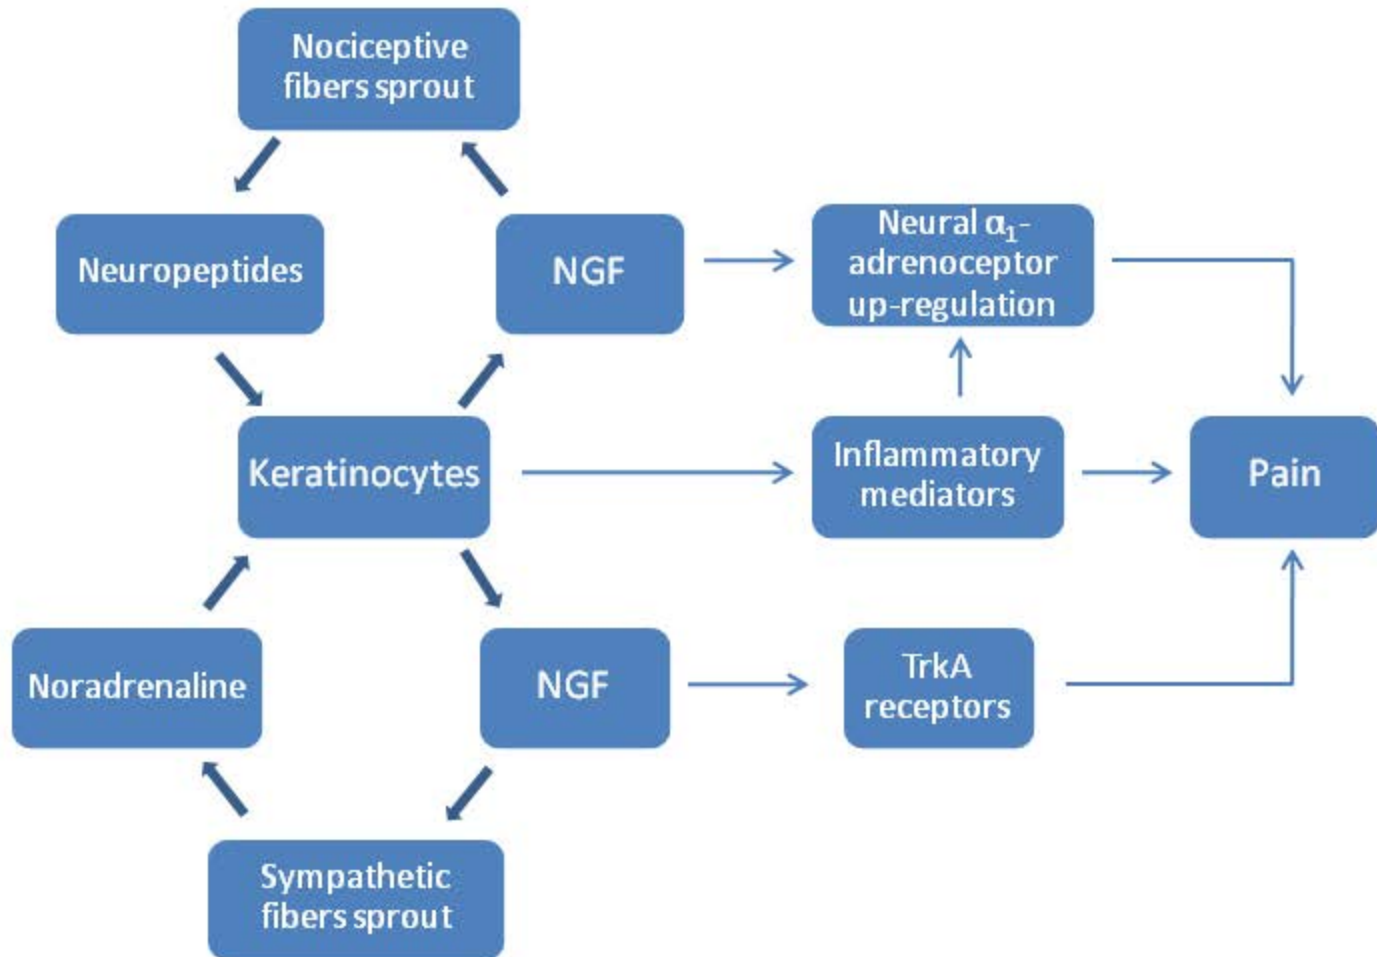 Nociceptive
fibers sprout
Neuropeptides
NGF
Neural α₁-
adrenoceptor
up-regulation
Keratinocytes
Inflammatory
mediators
Pain
Noradrenaline
NGF
TrkA
receptors
Sympathetic
fibers sprout